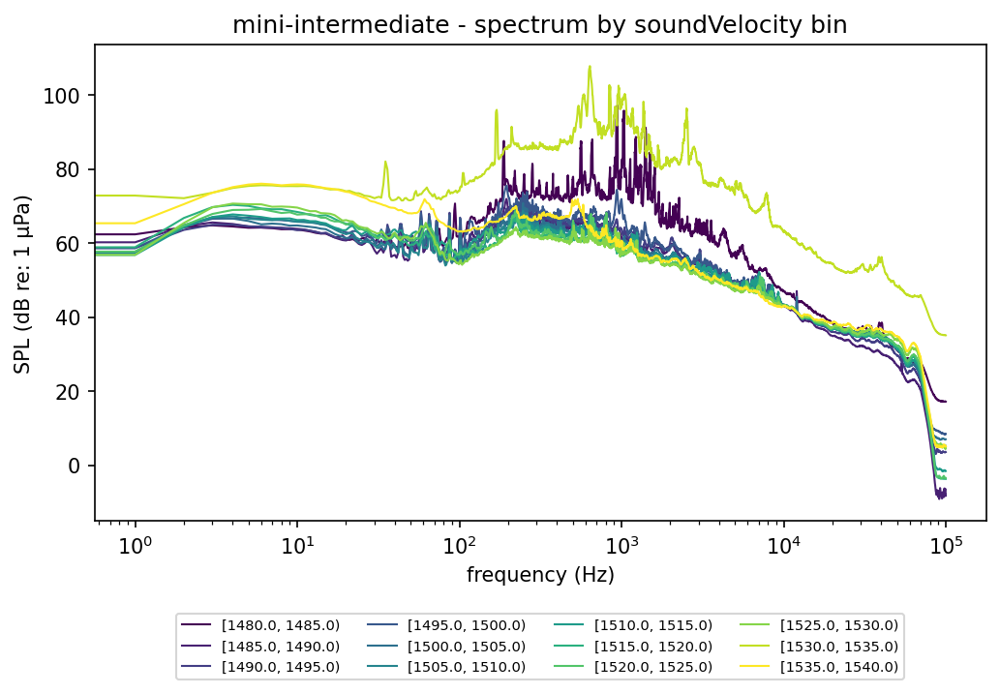 mini-intermediate - spectrum by soundVelocity bin
SPL (dB re: 1 μPa)
100
80
60
40
20
0
10⁰ 10¹ 10² 10³ 10⁴ 10⁵
frequency (Hz)
[1480.0, 1485.0) [1495.0, 1500.0) [1510.0, 1515.0) [1525.0, 1530.0)
[1485.0, 1490.0) [1500.0, 1505.0) [1515.0, 1520.0) [1530.0, 1535.0)
[1490.0, 1495.0) [1505.0, 1510.0) [1520.0, 1525.0) [1535.0, 1540.0)